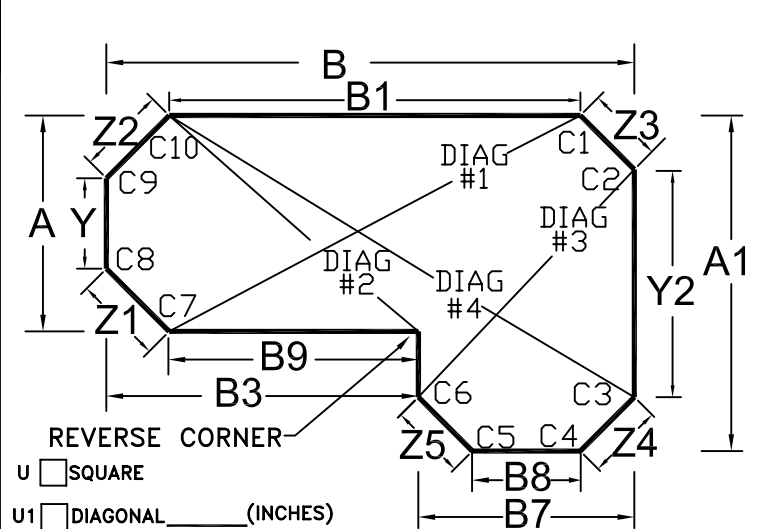 B
B1
Z2
Z3
C10
C1
DIAG
#1
C9
C2
DIAG
#3
A
Y
A1
C8
DIAG
#2
DIAG
#4
Y2
Z1
C7
B9
B3
C6
C3
REVERSE CORNER
Z5
C5
C4
Z4
U SQUARE
B8
U1 DIAGONAL ______ (INCHES)
B7